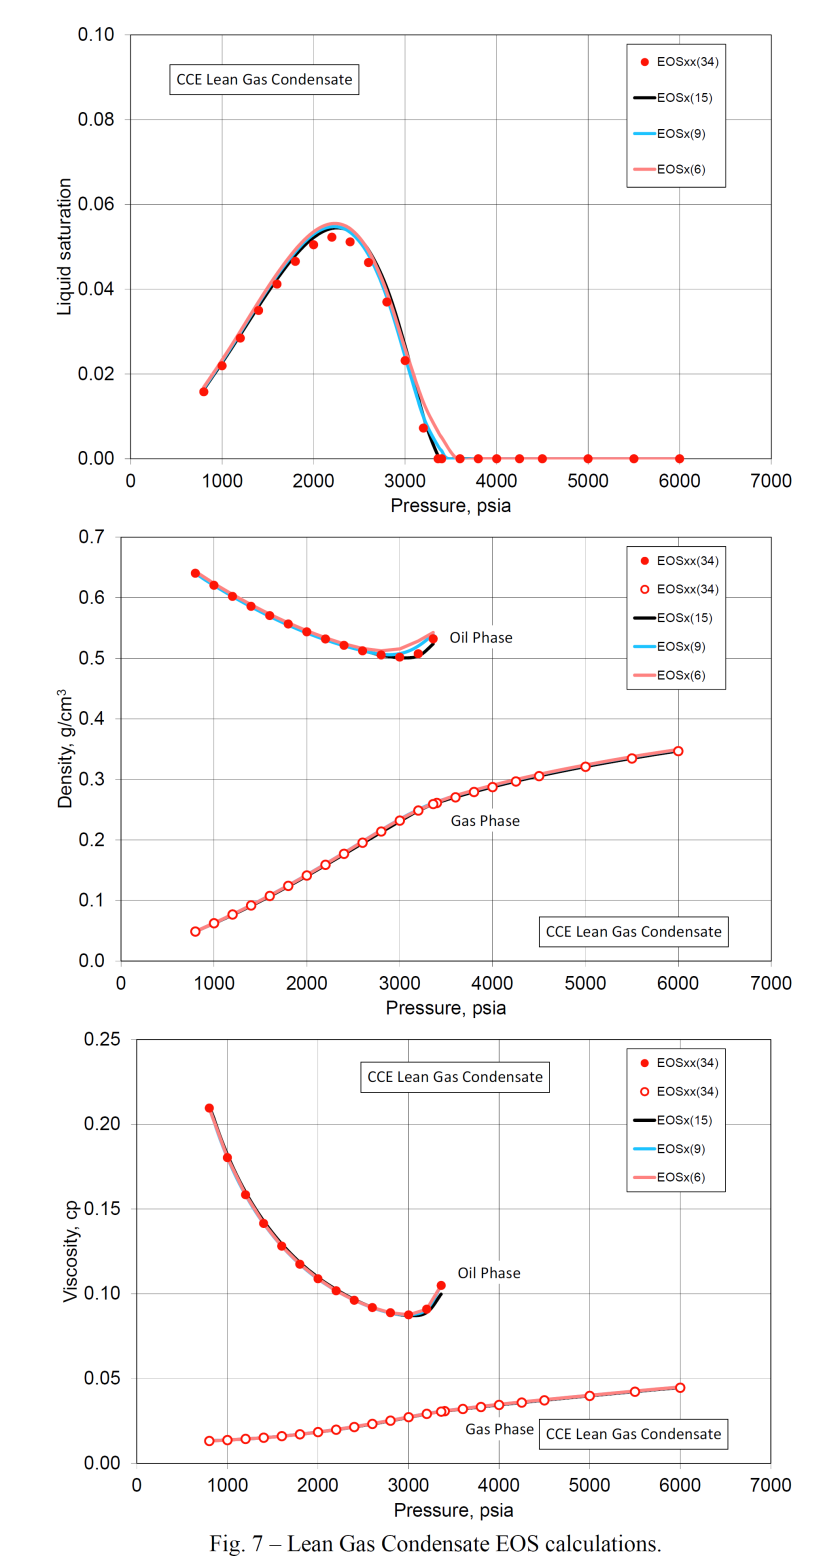 0.10
0.08
0.06
0.04
0.02
0.00
Liquid saturation
CCE Lean Gas Condensate
EOSxx(34)
EOSx(15)
EOSx(9)
EOSx(6)
0 1000 2000 3000 4000 5000 6000 7000
Pressure, psia
0.7
0.6
0.5
0.4
0.3
0.2
0.1
0.0
Density, g/cm³
EOSxx(34)
EOSxx(34)
EOSx(15)
EOSx(9)
EOSx(6)
Oil Phase
Gas Phase
CCE Lean Gas Condensate
0 1000 2000 3000 4000 5000 6000 7000
Pressure, psia
0.25
0.20
0.15
0.10
0.05
0.00
Viscosity, cp
CCE Lean Gas Condensate
EOSxx(34)
EOSxx(34)
EOSx(15)
EOSx(9)
EOSx(6)
Oil Phase
Gas Phase
CCE Lean Gas Condensate
0 1000 2000 3000 4000 5000 6000 7000
Pressure, psia
Fig. 7 – Lean Gas Condensate EOS calculations.